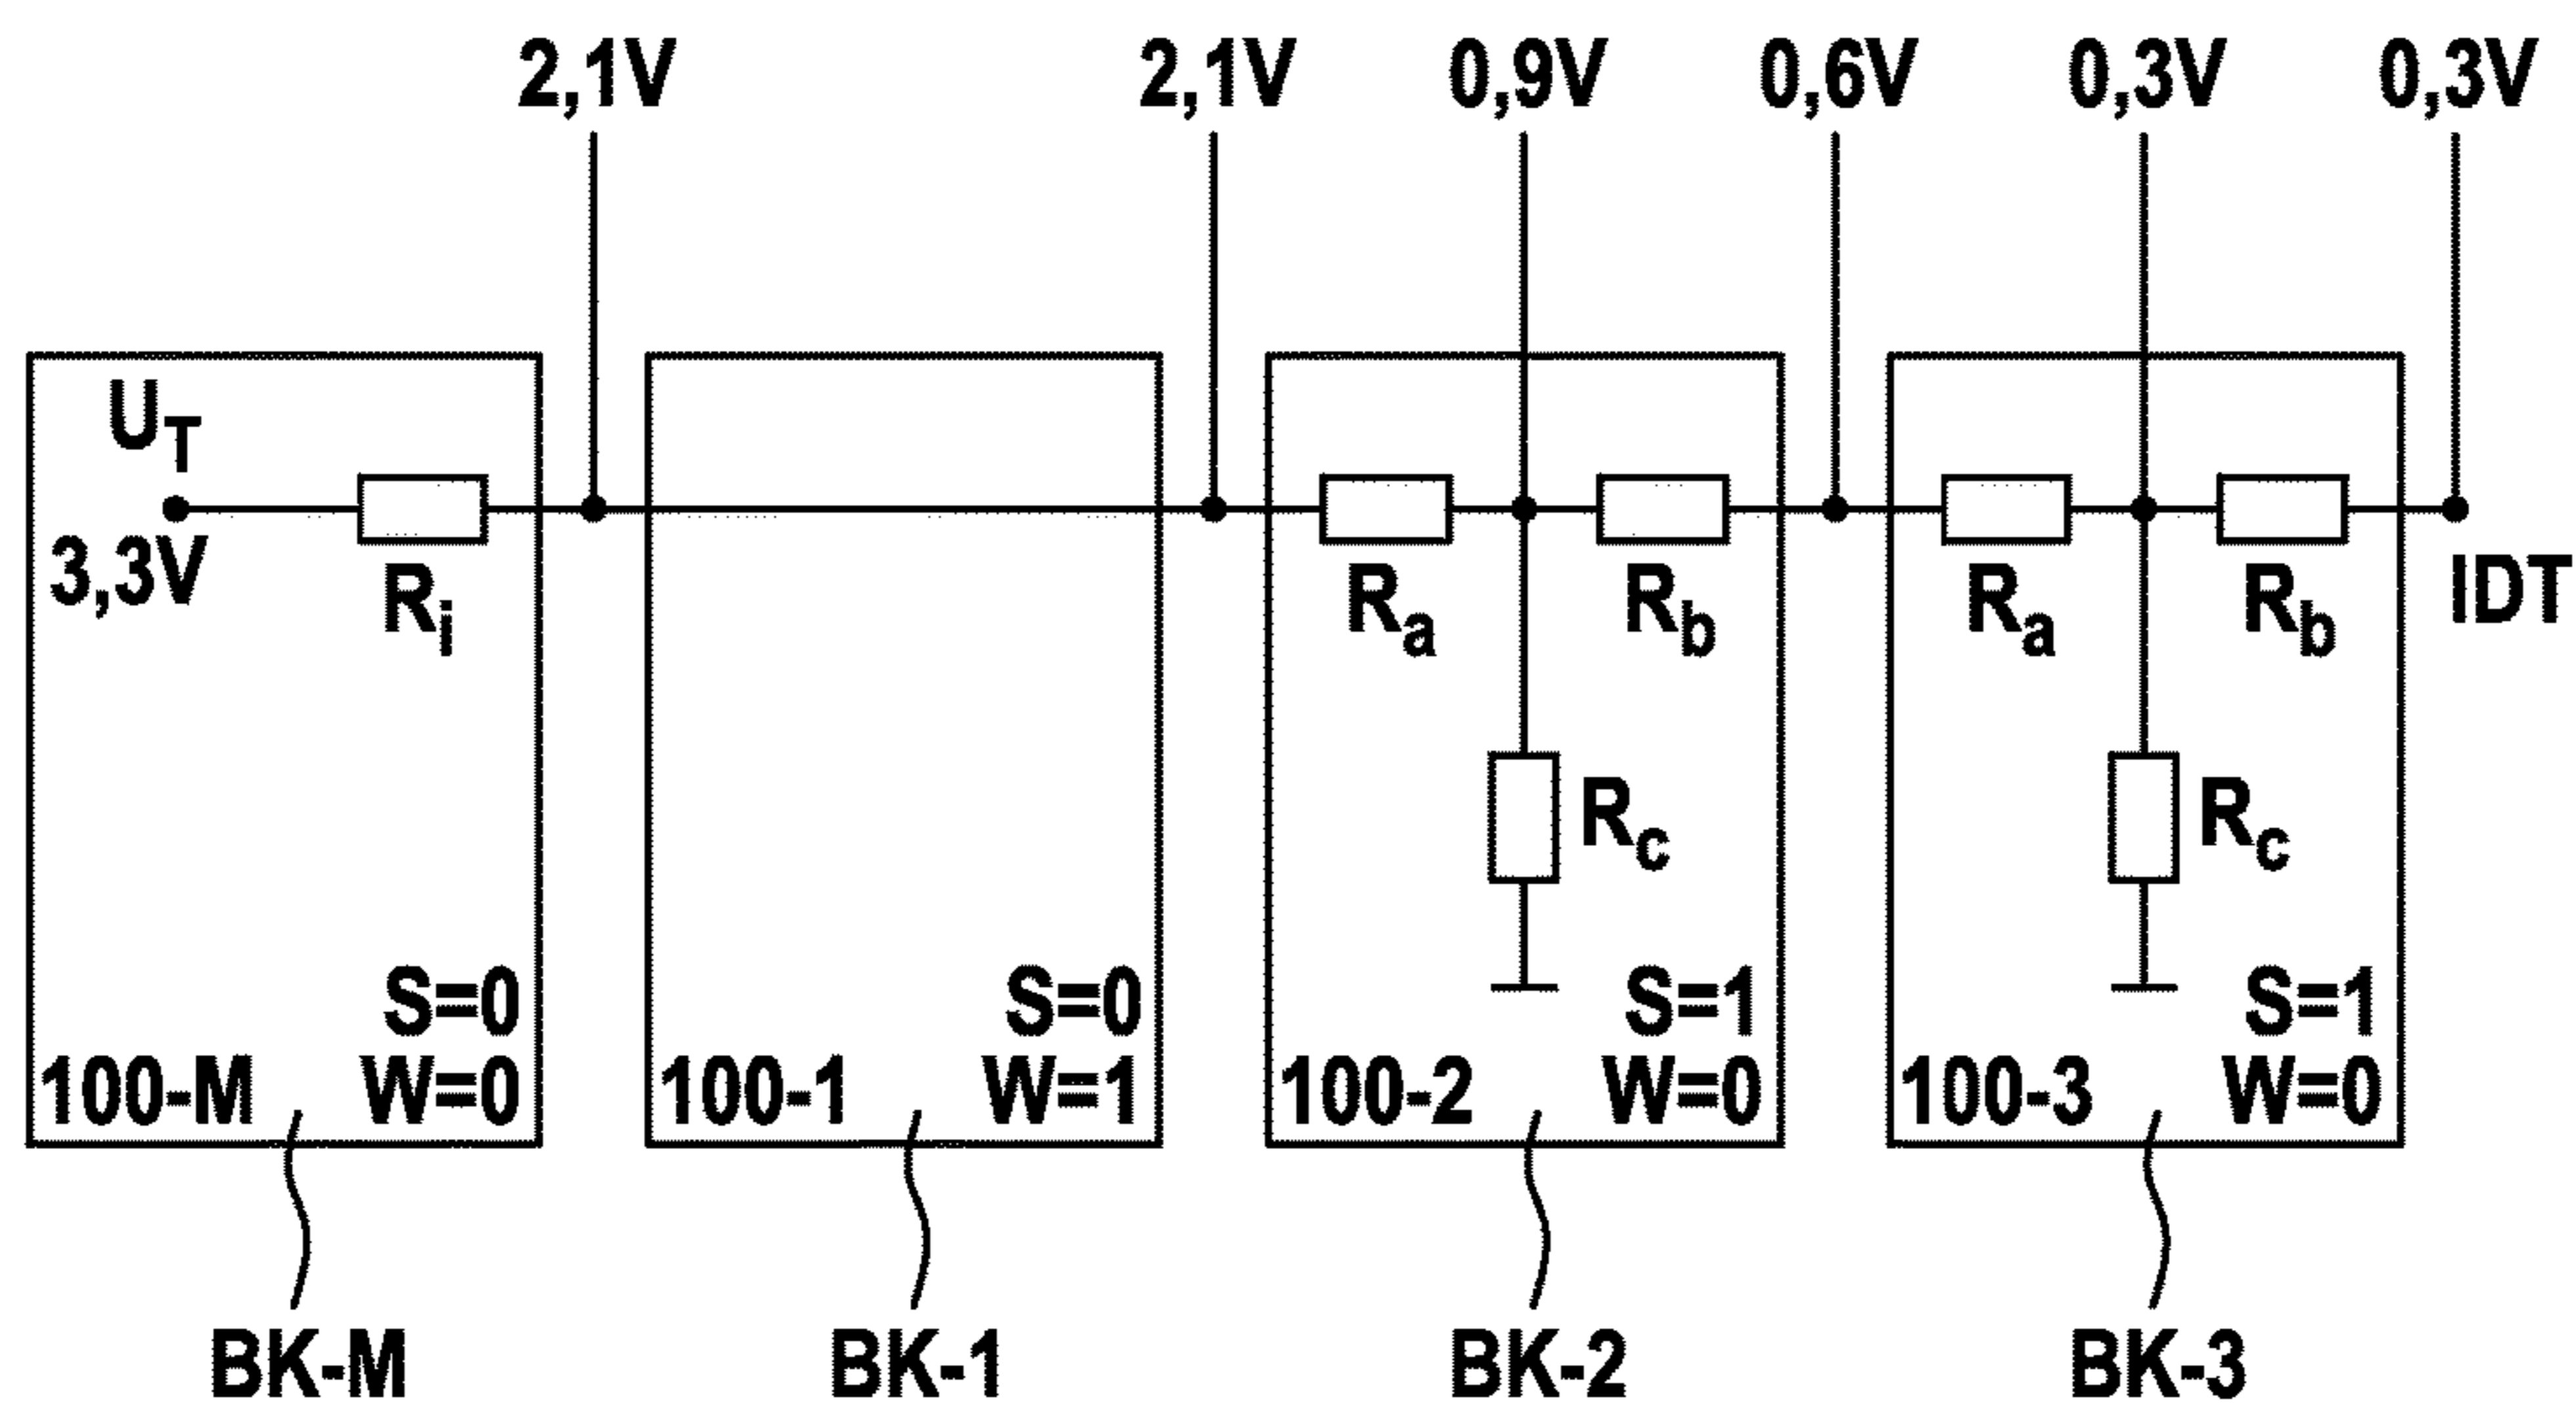 2,1V 2,1V 0,9V 0,6V 0,3V 0,3V
U_T
3,3V
R_i
R_a
R_b
R_a
R_b
IDT
R_c
R_c
S=0
W=0
100-M
S=0
W=1
100-1
S=1
W=0
100-2
S=1
W=0
100-3
BK-M BK-1 BK-2 BK-3